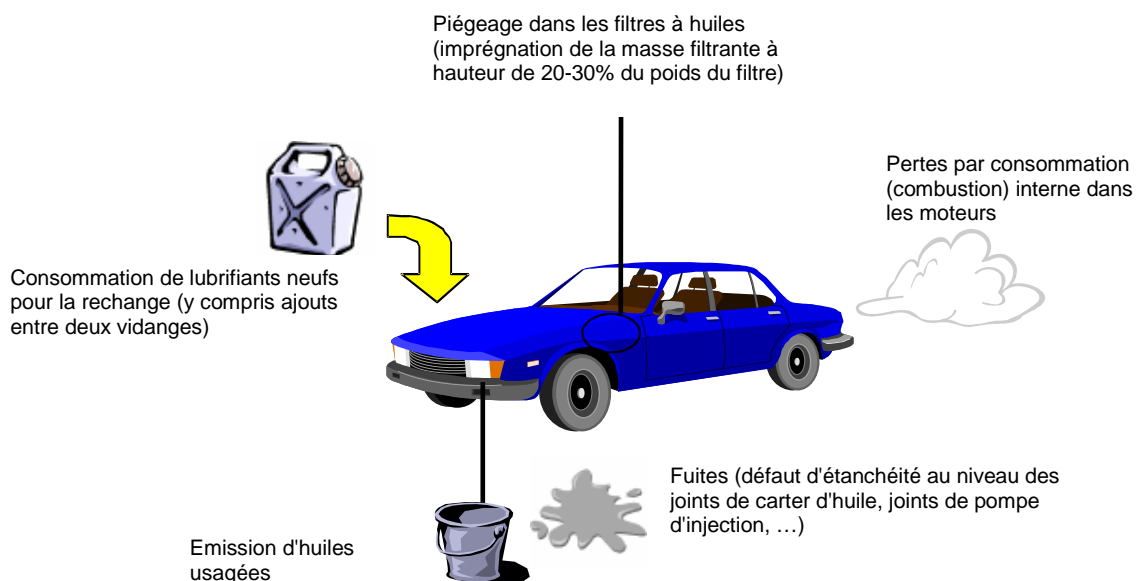 Piégeage dans les filtres à huiles
(imprégnation de la masse filtrante à
hauteur de 20-30% du poids du filtre)
Pertes par consommation
(combustion) interne dans
les moteurs
Consommation de lubrifiants neufs
pour la rechange (y compris ajouts
entre deux vidanges)
Fuites (défaut d'étanchéité au niveau des
joints de carter d'huile, joints de pompe
d'injection, …)
Emission d'huiles
usagées